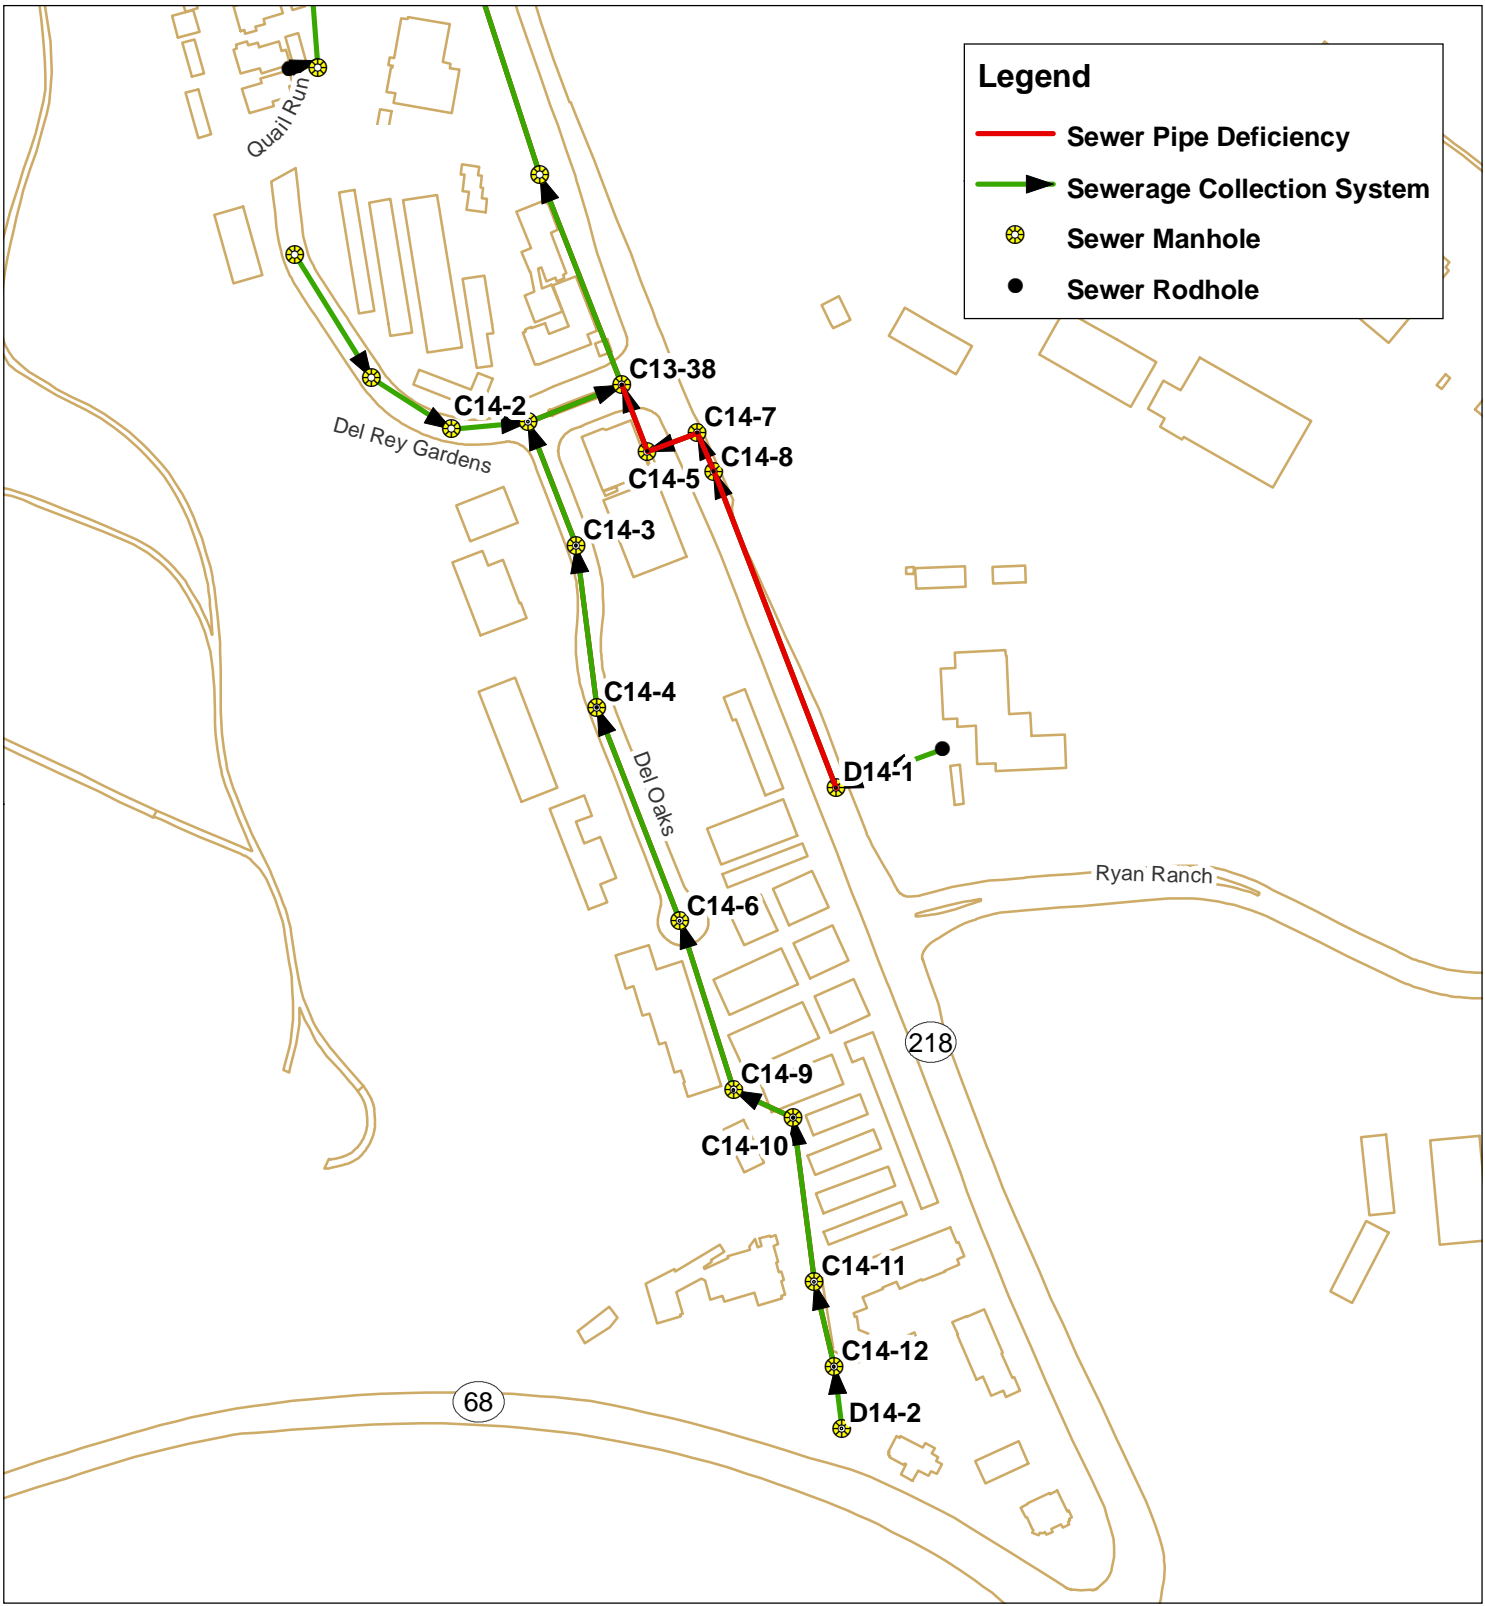 Legend
Sewer Pipe Deficiency
Sewerage Collection System
Sewer Manhole
Sewer Rodhole
Quail Run
C13-38
C14-2
C14-7
Del Rey Gardens
C14-8
C14-5
C14-3
C14-4
Del Oaks
D14-1
Ryan Ranch
C14-6
218
C14-9
C14-10
C14-11
C14-12
68
D14-2